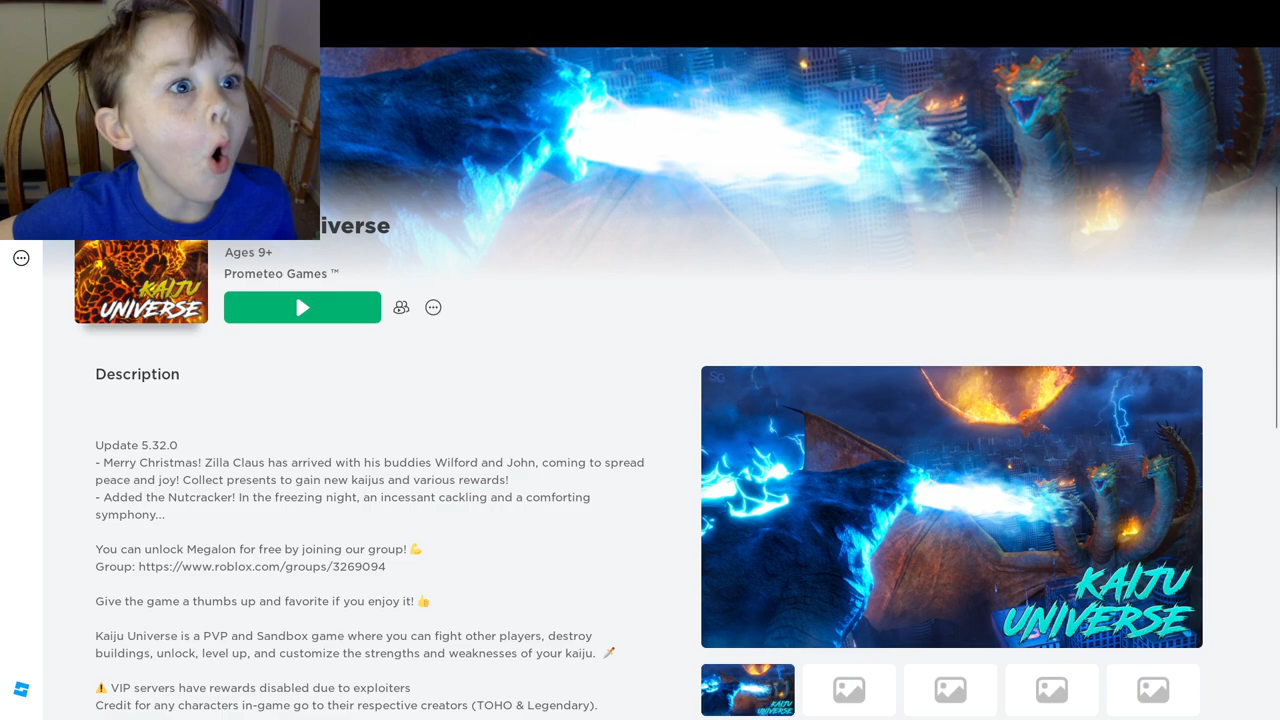 iverse
Ages 9+
Prometeo Games ™
KAIJU
UNIVERSE
Description
Update 5.32.0
- Merry Christmas! Zilla Claus has arrived with his buddies Wilford and John, coming to spread
peace and joy! Collect presents to gain new kaijus and various rewards!
- Added the Nutcracker! In the freezing night, an incessant cackling and a comforting
symphony...
You can unlock Megalon for free by joining our group! 💪
Group: https://www.roblox.com/groups/3269094
Give the game a thumbs up and favorite if you enjoy it! 👍
Kaiju Universe is a PVP and Sandbox game where you can fight other players, destroy
buildings, unlock, level up, and customize the strengths and weaknesses of your kaiju. 🗡️
⚠️ VIP servers have rewards disabled due to exploiters
Credit for any characters in-game go to their respective creators (TOHO & Legendary).
SG
KAIJU
UNIVERSE
KAIJU
UNIVERSE